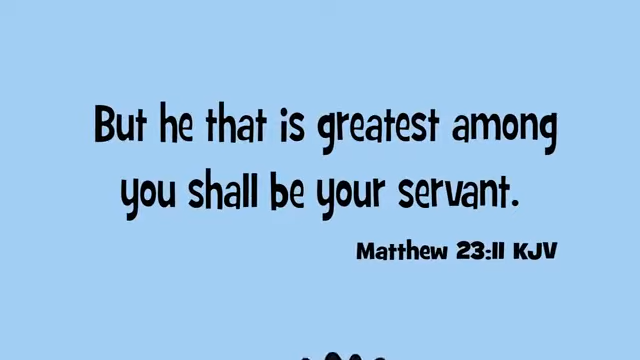 But he that is greatest among
you shall be your servant.
Matthew 23:11 KJV